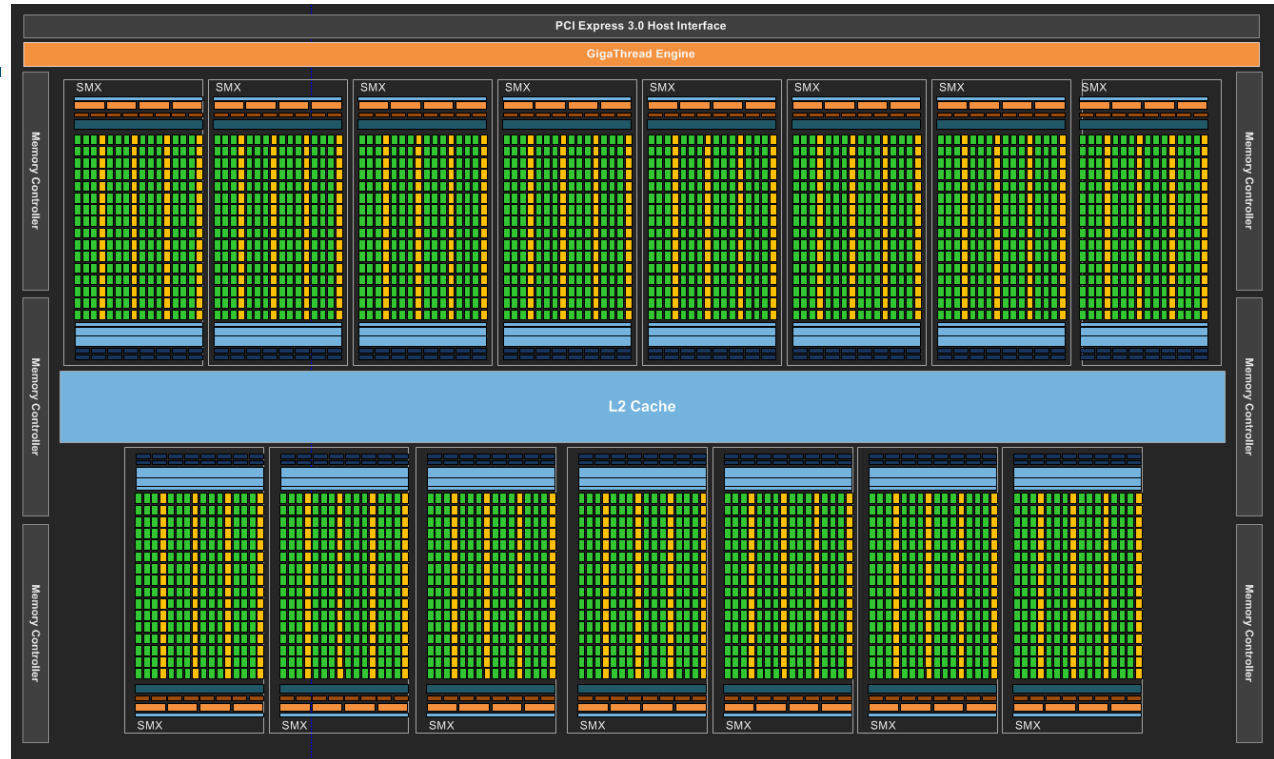 PCI Express 3.0 Host Interface
GigaThread Engine
SMX
SMX
SMX
SMX
SMX
SMX
SMX
SMX
Memory Controller
Memory Controller
Memory Controller
Memory Controller
L2 Cache
Memory Controller
Memory Controller
SMX
SMX
SMX
SMX
SMX
SMX
SMX